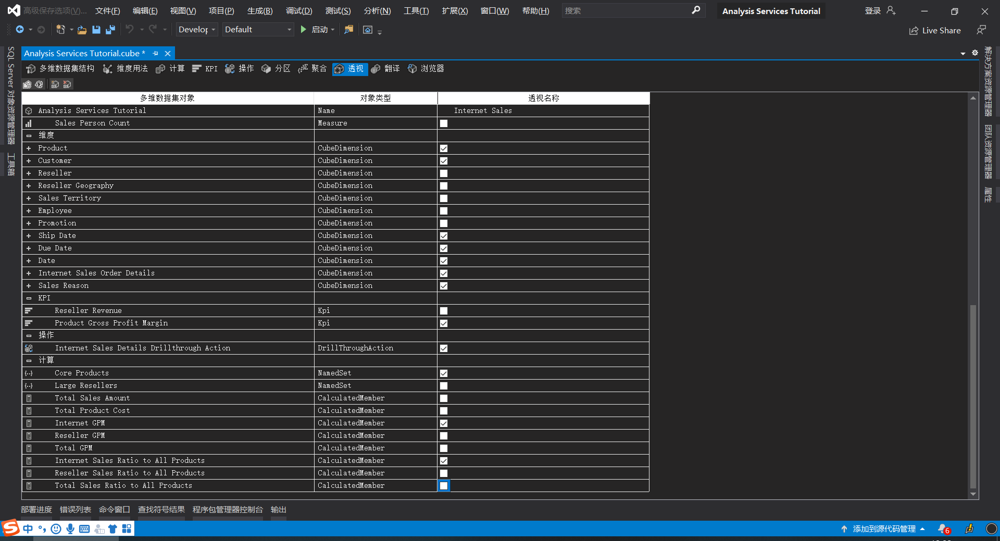 高级保存选项(V)... 文件(F) 编辑(E) 视图(V) 项目(P) 生成(B) 调试(D) 测试(S) 分析(N) 工具(T) 扩展(X) 窗口(W) 帮助(H) 搜索 Analysis Services Tutorial 登录
Develop Default 启动 Live Share
SQL Server 对象资源管理器
工具箱
Analysis Services Tutorial.cube *
多维数据集结构 维度用法 计算 KPI 操作 分区 聚合 透视 翻译 浏览器
多维数据集对象 对象类型 透视名称
Analysis Services Tutorial Name Internet Sales
Sales Person Count Measure
维度
Product CubeDimension
Customer CubeDimension
Reseller CubeDimension
Reseller Geography CubeDimension
Sales Territory CubeDimension
Employee CubeDimension
Promotion CubeDimension
Ship Date CubeDimension
Due Date CubeDimension
Date CubeDimension
Internet Sales Order Details CubeDimension
Sales Reason CubeDimension
KPI
Reseller Revenue Kpi
Product Gross Profit Margin Kpi
操作
Internet Sales Details Drillthrough Action DrillThroughAction
计算
Core Products NamedSet
Large Resellers NamedSet
Total Sales Amount CalculatedMember
Total Product Cost CalculatedMember
Internet GPM CalculatedMember
Reseller GPM CalculatedMember
Total GPM CalculatedMember
Internet Sales Ratio to All Products CalculatedMember
Reseller Sales Ratio to All Products CalculatedMember
Total Sales Ratio to All Products CalculatedMember
解决方案资源管理器
团队资源管理器
属性
部署进度 错误列表 命令窗口 查找符号结果 程序包管理器控制台 输出
中 添加到源代码管理 6